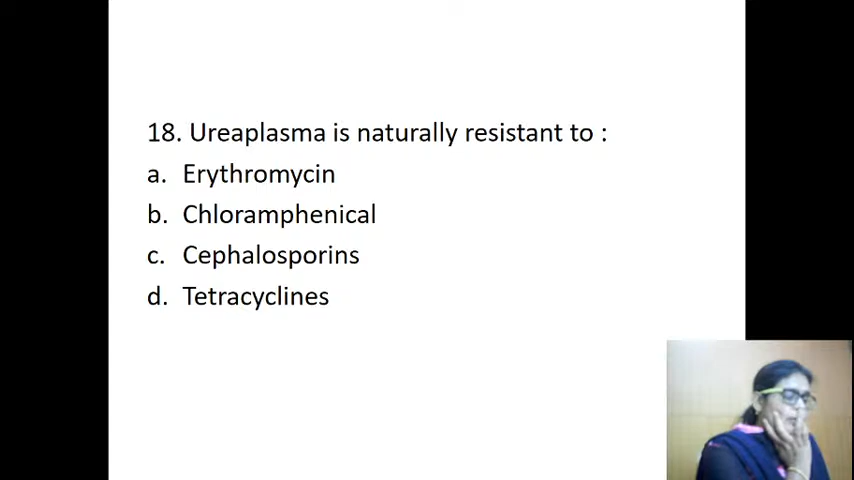 18. Ureaplasma is naturally resistant to :
a. Erythromycin
b. Chloramphenical
c. Cephalosporins
d. Tetracyclines